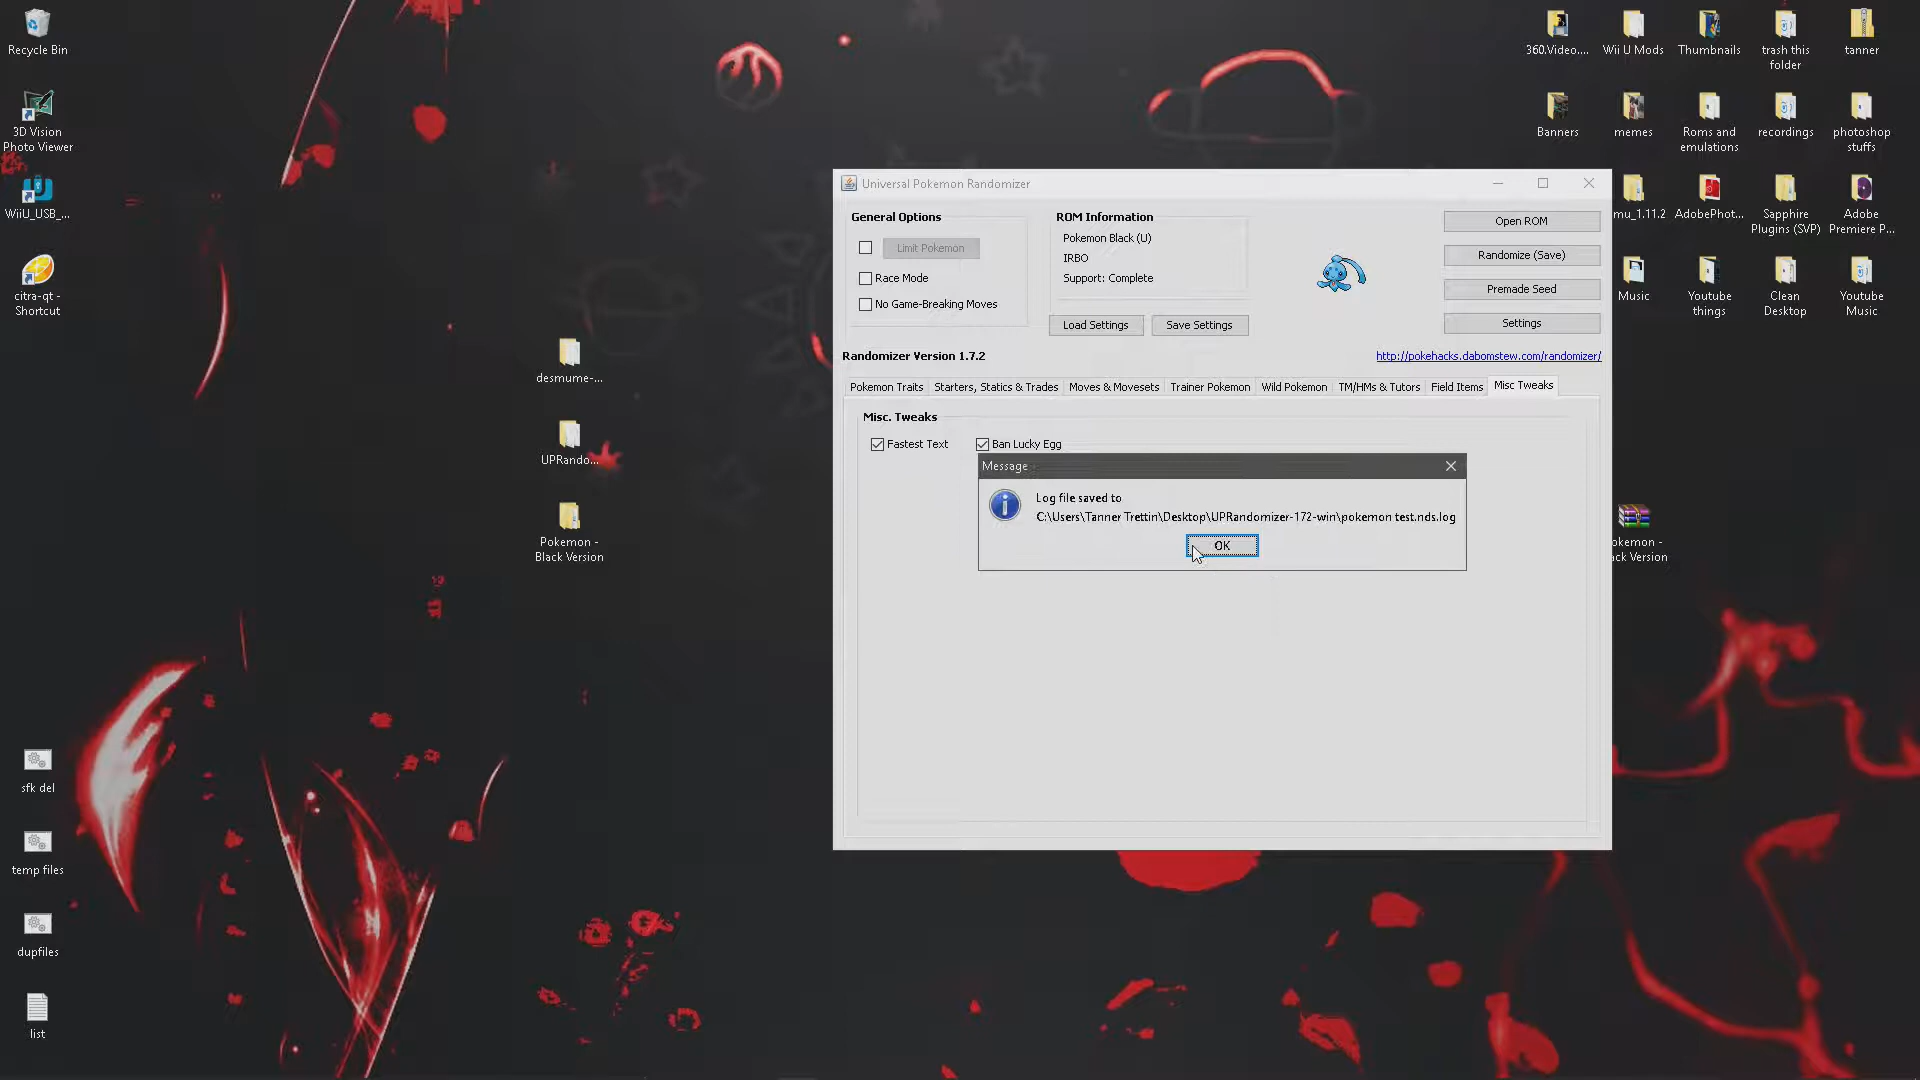 Recycle Bin
3D Vision
Photo Viewer
WiiU_USB_...
citra-qt -
Shortcut
sfk del
temp files
dupfiles
list
desmume-...
UPRando...
Pokemon -
Black Version
360.Video....
Wii U Mods
Thumbnails
trash this
folder
tanner
Banners
memes
Roms and
emulations
recordings
photoshop
stuffs
mu_1.11.2
AdobePhot...
Sapphire
Plugins (SVP)
Adobe
Premiere P...
Music
Youtube
things
Clean
Desktop
Youtube
Music
okemon -
ck Version
Universal Pokemon Randomizer
General Options
Limit Pokemon
Race Mode
No Game-Breaking Moves
ROM Information
Pokemon Black (U)
IRBO
Support: Complete
Load Settings
Save Settings
Open ROM
Randomize (Save)
Premade Seed
Settings
Randomizer Version 1.7.2
http://pokehacks.dabomstew.com/randomizer/
Pokemon Traits
Starters, Statics & Trades
Moves & Movesets
Trainer Pokemon
Wild Pokemon
TM/HMs & Tutors
Field Items
Misc Tweaks
Misc. Tweaks
Fastest Text
Ban Lucky Egg
Message
Log file saved to
C:\Users\Tanner Trettin\Desktop\UPRandomizer-172-win\pokemon test.nds.log
OK